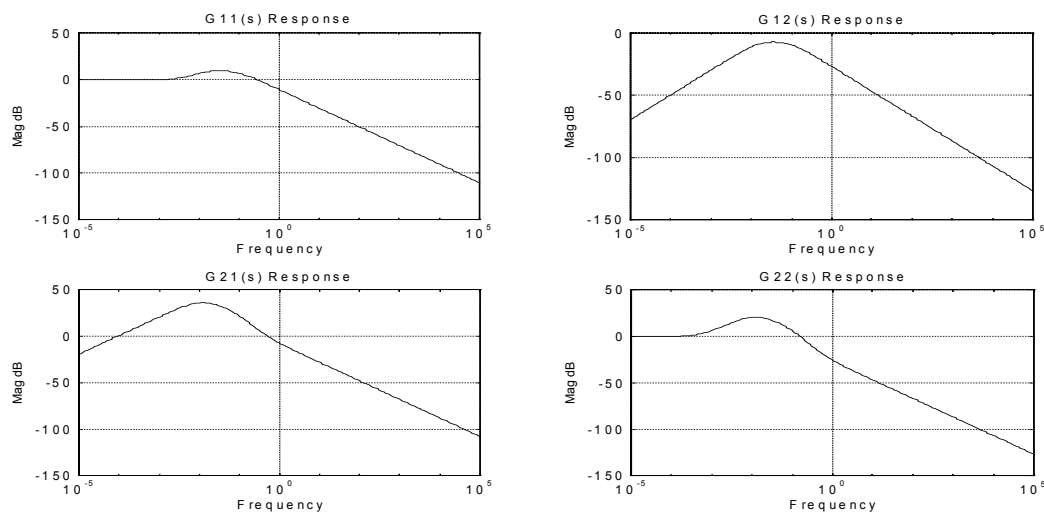 G11(s) Response
50
0
-50
-100
-150
Mag dB
10^-5
10^0
10^5
Frequency
G12(s) Response
0
-50
-100
-150
Mag dB
10^-5
10^0
10^5
Frequency
G21(s) Response
50
0
-50
-100
-150
Mag dB
10^-5
10^0
10^5
Frequency
G22(s) Response
50
0
-50
-100
-150
Mag dB
10^-5
10^0
10^5
Frequency